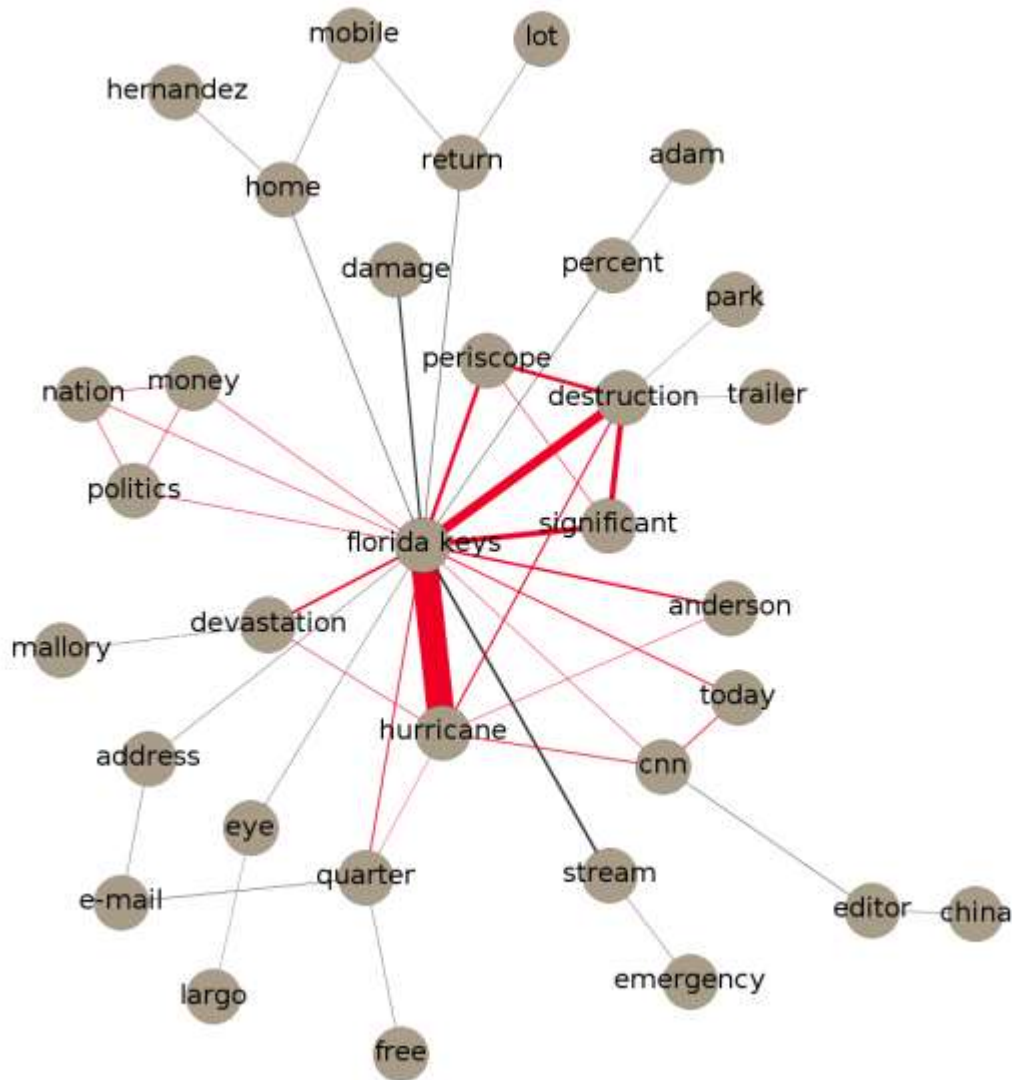 mobile
lot
hernandez
return
adam
home
damage
percent
park
periscope
nation
money
destruction
trailer
politics
significant
florida keys
anderson
devastation
mallory
today
hurricane
address
cnn
eye
quarter
stream
e-mail
editor
china
largo
emergency
free